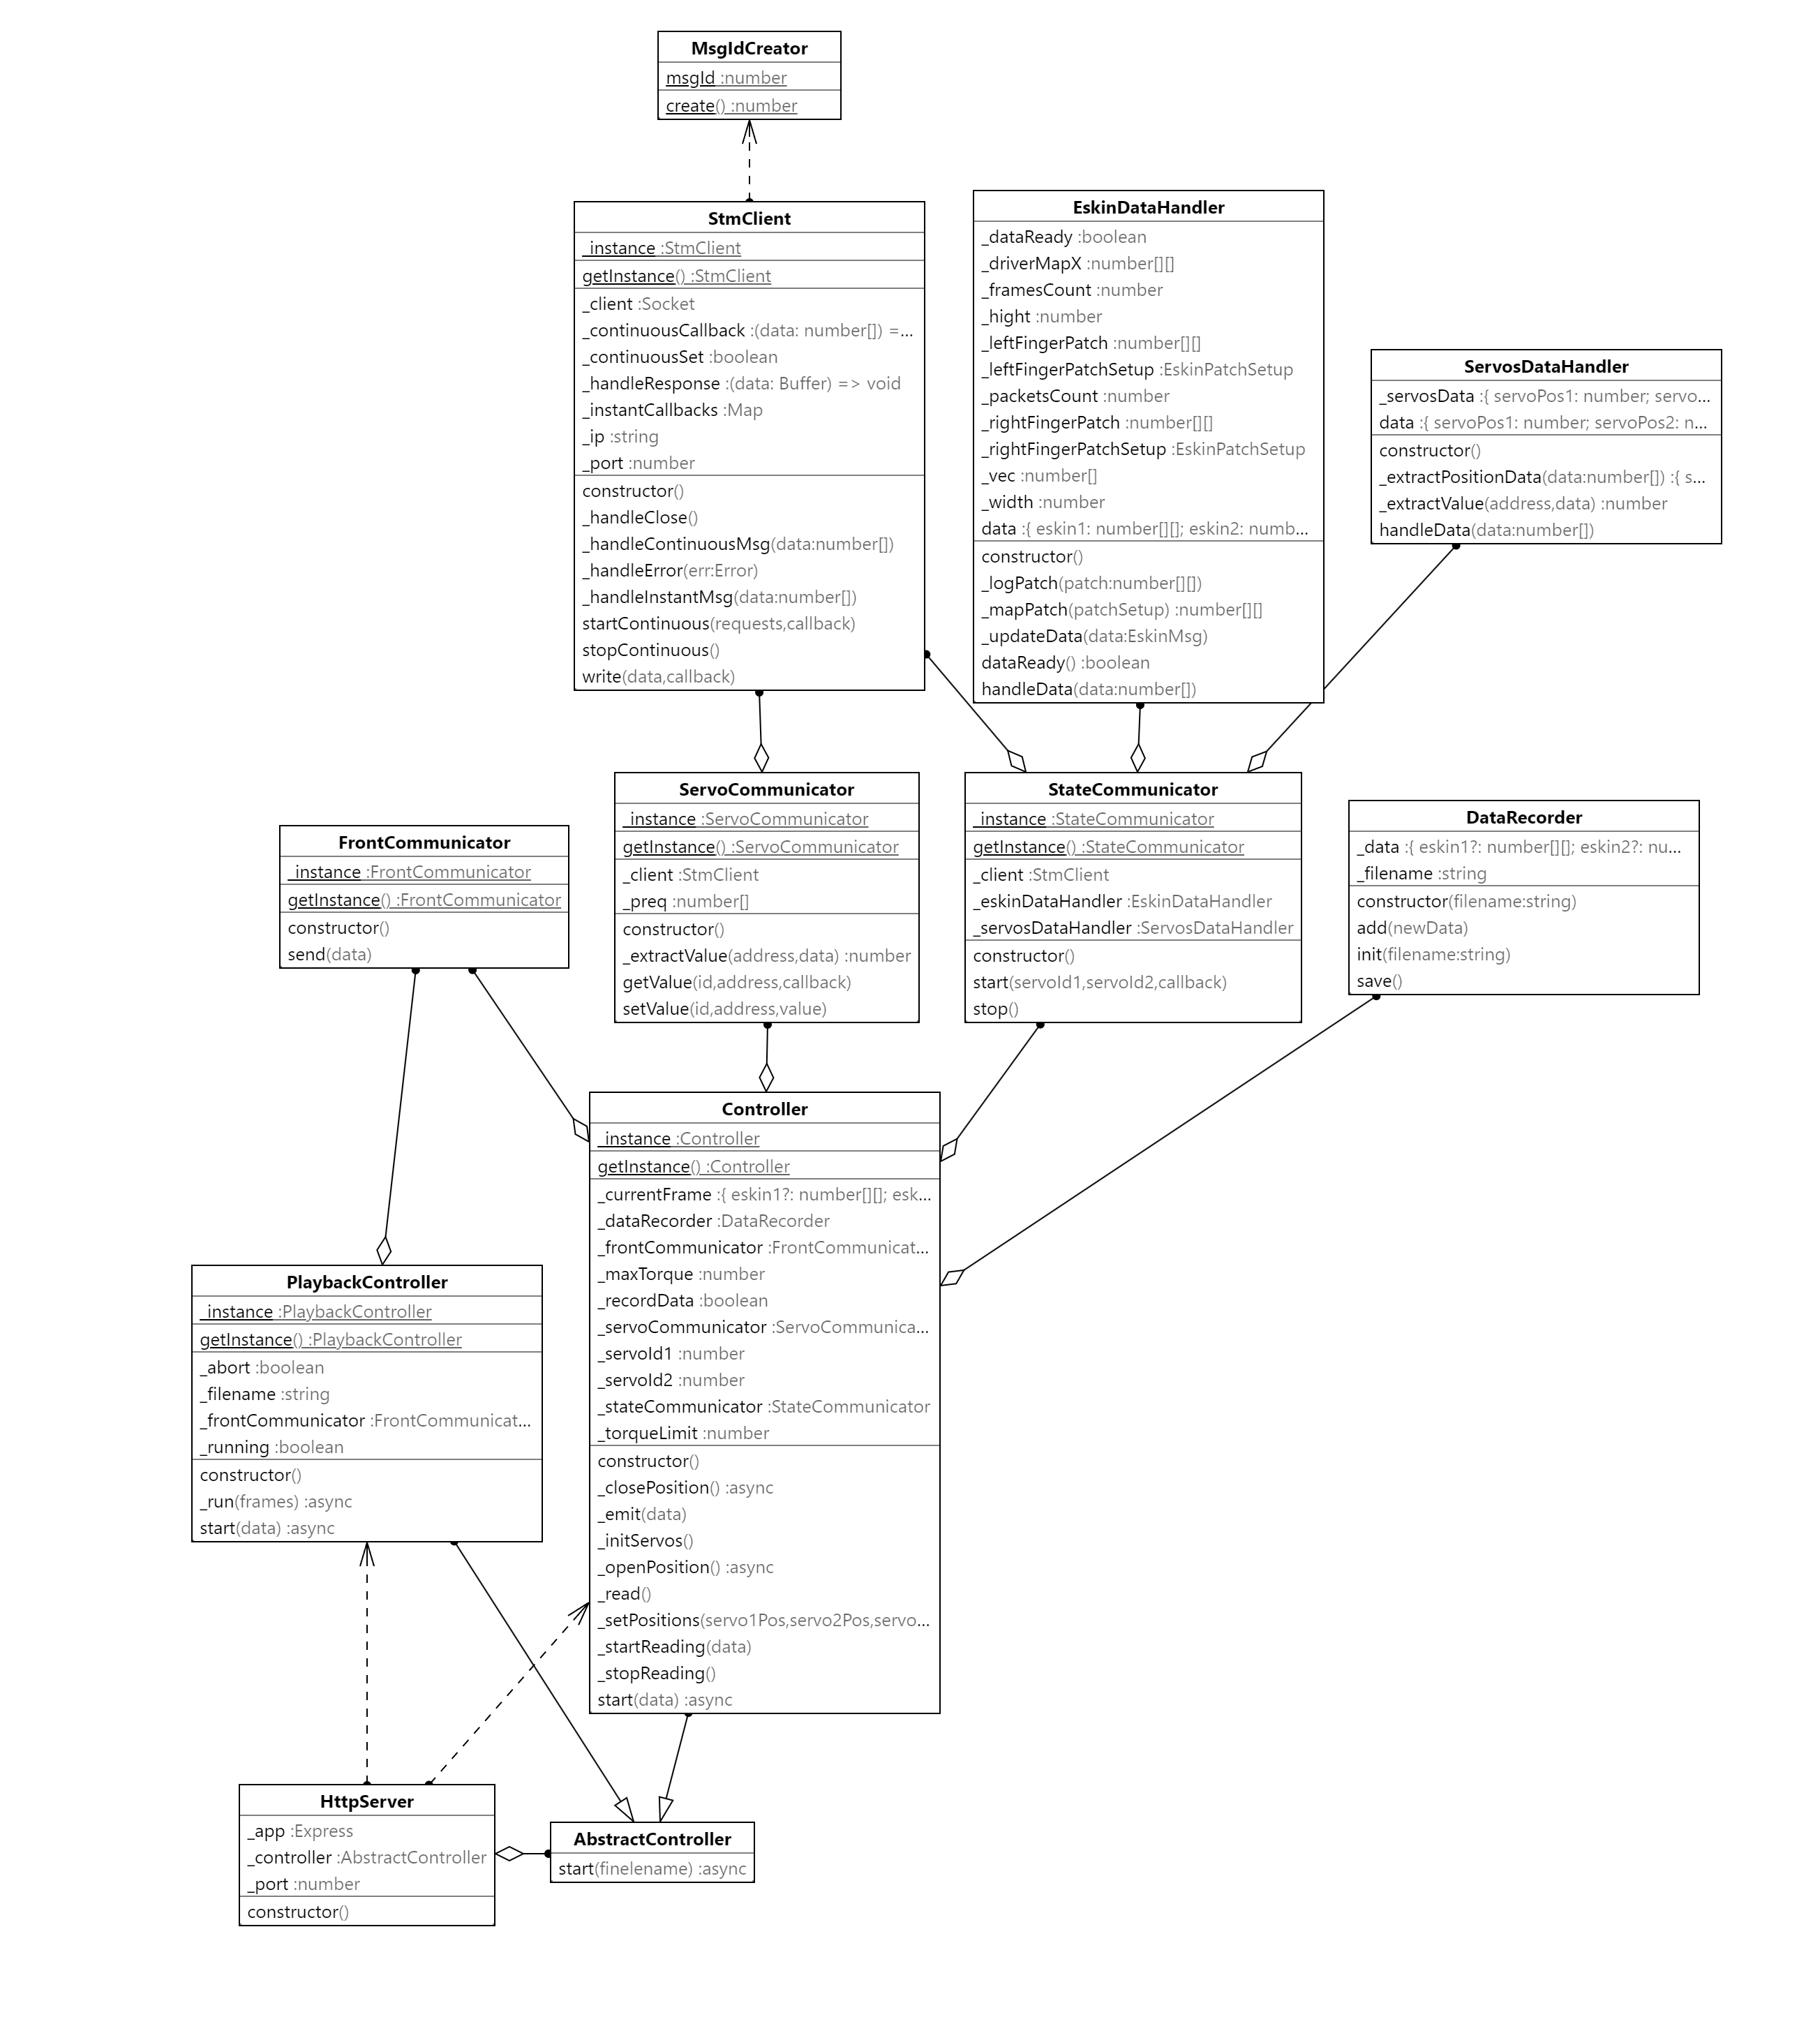 MsgIdCreator
msgId :number
create() :number
StmClient
_instance :StmClient
getInstance() :StmClient
_client :Socket
_continuousCallback :(data: number[]) =...
_continuousSet :boolean
_handleResponse :(data: Buffer) => void
_instantCallbacks :Map
_ip :string
_port :number
constructor()
_handleClose()
_handleContinuousMsg(data:number[])
_handleError(err:Error)
_handleInstantMsg(data:number[])
startContinuous(requests,callback)
stopContinuous()
write(data,callback)
EskinDataHandler
_dataReady :boolean
_driverMapX :number[][]
_framesCount :number
_hight :number
_leftFingerPatch :number[][]
_leftFingerPatchSetup :EskinPatchSetup
_packetsCount :number
_rightFingerPatch :number[][]
_rightFingerPatchSetup :EskinPatchSetup
_vec :number[]
_width :number
data :{ eskin1: number[][]; eskin2: numb...
constructor()
_logPatch(patch:number[][])
_mapPatch(patchSetup) :number[][]
_updateData(data:EskinMsg)
dataReady() :boolean
handleData(data:number[])
ServosDataHandler
_servosData :{ servoPos1: number; servo...
data :{ servoPos1: number; servoPos2: n...
constructor()
_extractPositionData(data:number[]) :{ s...
_extractValue(address,data) :number
handleData(data:number[])
FrontCommunicator
_instance :FrontCommunicator
getInstance() :FrontCommunicator
constructor()
send(data)
ServoCommunicator
_instance :ServoCommunicator
getInstance() :ServoCommunicator
_client :StmClient
_preq :number[]
constructor()
_extractValue(address,data) :number
getValue(id,address,callback)
setValue(id,address,value)
StateCommunicator
_instance :StateCommunicator
getInstance() :StateCommunicator
_client :StmClient
_eskinDataHandler :EskinDataHandler
_servosDataHandler :ServosDataHandler
constructor()
start(servoId1,servoId2,callback)
stop()
DataRecorder
_data :{ eskin1?: number[][]; eskin2?: nu...
_filename :string
constructor(filename:string)
add(newData)
init(filename:string)
save()
Controller
_instance :Controller
getInstance() :Controller
_currentFrame :{ eskin1?: number[][]; esk...
_dataRecorder :DataRecorder
_frontCommunicator :FrontCommunicat...
_maxTorque :number
_recordData :boolean
_servoCommunicator :ServoCommunica...
_servoId1 :number
_servoId2 :number
_stateCommunicator :StateCommunicator
_torqueLimit :number
constructor()
_closePosition() :async
_emit(data)
_initServos()
_openPosition() :async
_read()
_setPositions(servo1Pos,servo2Pos,servo...
_startReading(data)
_stopReading()
start(data) :async
PlaybackController
_instance :PlaybackController
getInstance() :PlaybackController
_abort :boolean
_filename :string
_frontCommunicator :FrontCommunicat...
_running :boolean
constructor()
_run(frames) :async
start(data) :async
HttpServer
_app :Express
_controller :AbstractController
_port :number
constructor()
AbstractController
start(finelename) :async